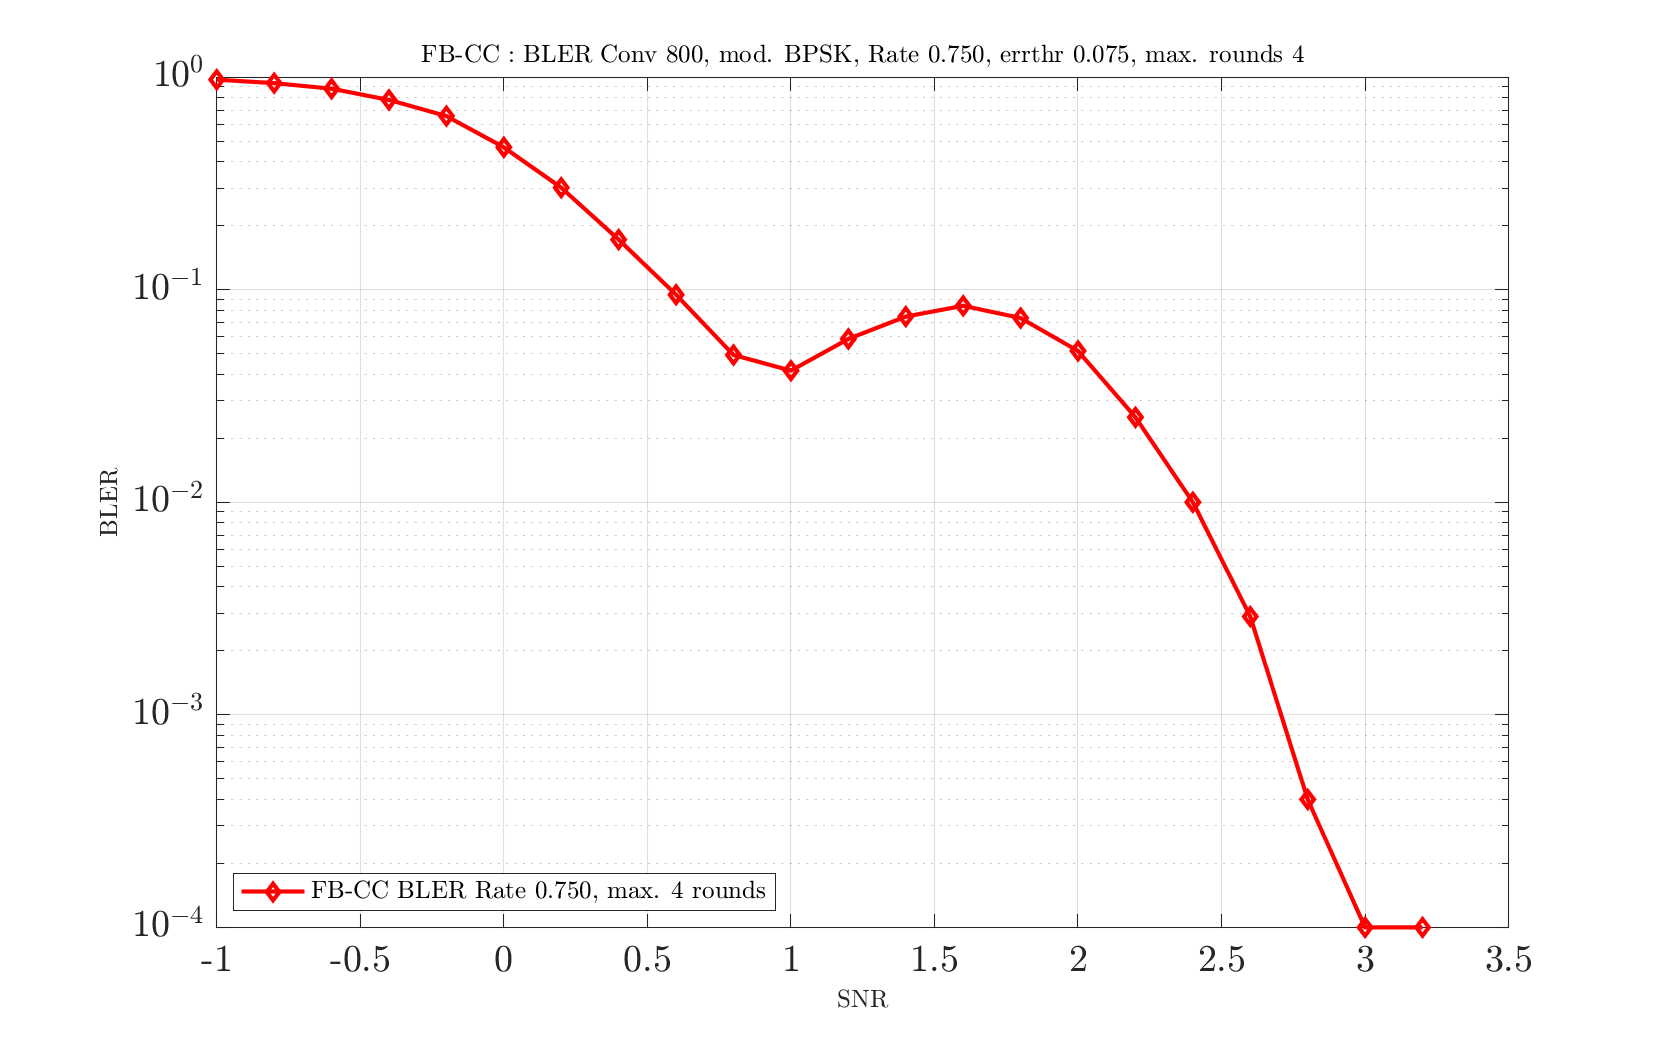 FB-CC : BLER Conv 800, mod. BPSK, Rate 0.750, errthr 0.075, max. rounds 4
10^0
10^{-1}
10^{-2}
10^{-3}
10^{-4}
BLER
FB-CC BLER Rate 0.750, max. 4 rounds
-1 -0.5 0 0.5 1 1.5 2 2.5 3 3.5
SNR